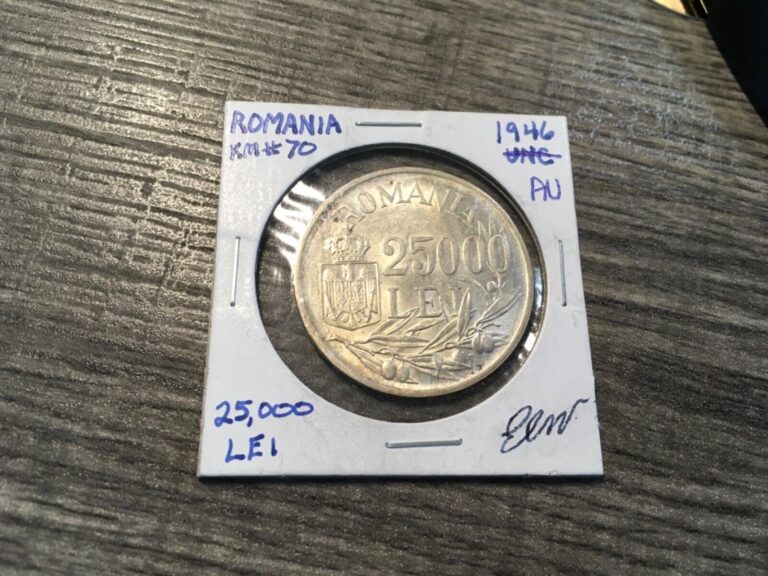 ROMANIA
KM# 70
1946
UNC
AU
ROMANIA
25000
LEI
25,000
LEI